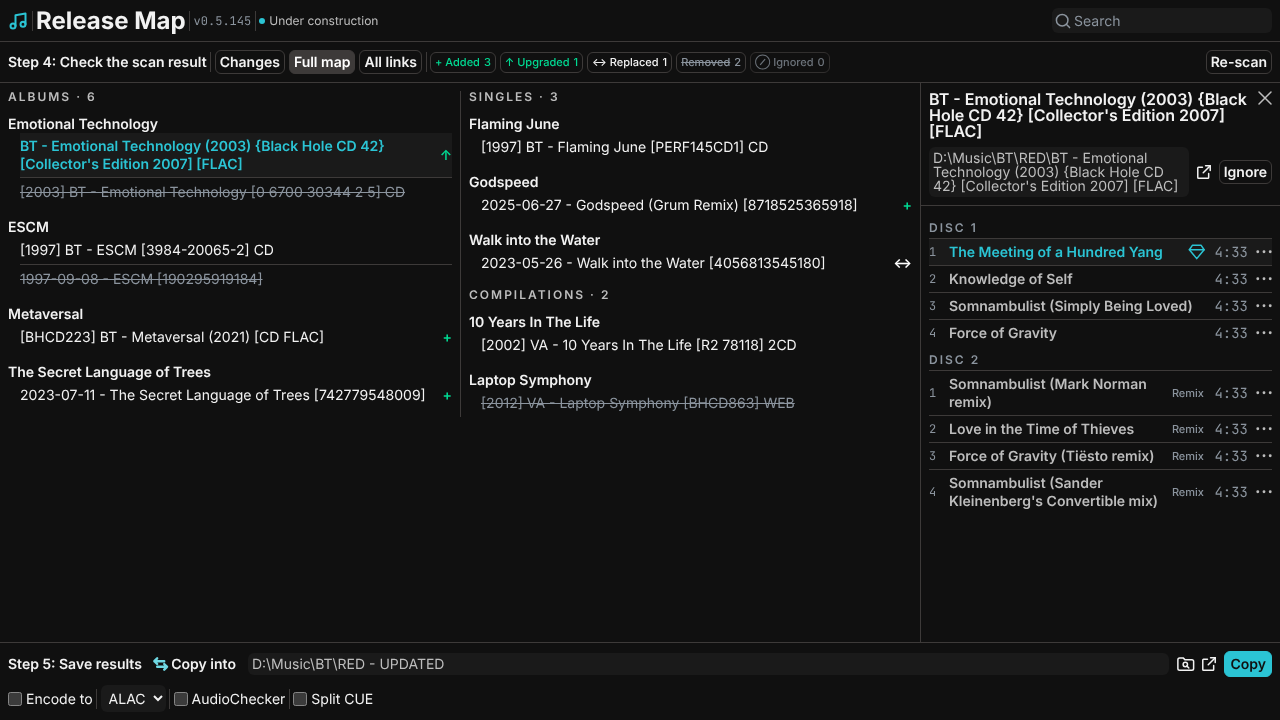 Release Map v0.5.145 Under construction Search
Step 4: Check the scan result Changes Full map All links + Added 3 ↑ Upgraded 1 ↔ Replaced 1 Removed 2 Ignored 0 Re-scan
ALBUMS · 6
Emotional Technology
BT - Emotional Technology (2003) {Black Hole CD 42}
[Collector's Edition 2007] [FLAC] ↑
[2003] BT - Emotional Technology [0 6700 30344 2 5] CD
ESCM
[1997] BT - ESCM [3984-20065-2] CD
1997-09-08 - ESCM [190295919184]
Metaversal
[BHCD223] BT - Metaversal (2021) [CD FLAC] +
The Secret Language of Trees
2023-07-11 - The Secret Language of Trees [742779548009] +
SINGLES · 3
Flaming June
[1997] BT - Flaming June [PERF145CD1] CD
Godspeed
2025-06-27 - Godspeed (Grum Remix) [8718525365918] +
Walk into the Water
2023-05-26 - Walk into the Water [4056813545180] ↔
COMPILATIONS · 2
10 Years In The Life
[2002] VA - 10 Years In The Life [R2 78118] 2CD
Laptop Symphony
[2012] VA - Laptop Symphony [BHCD863] WEB
BT - Emotional Technology (2003) {Black
Hole CD 42} [Collector's Edition 2007]
[FLAC]
D:\Music\BT\RED\BT - Emotional
Technology (2003) {Black Hole CD
42} [Collector's Edition 2007] [FLAC]
Ignore
DISC 1
1 The Meeting of a Hundred Yang 4:33 ···
2 Knowledge of Self 4:33 ···
3 Somnambulist (Simply Being Loved) 4:33 ···
4 Force of Gravity 4:33 ···
DISC 2
1 Somnambulist (Mark Norman
remix) Remix 4:33 ···
2 Love in the Time of Thieves Remix 4:33 ···
3 Force of Gravity (Tiësto remix) Remix 4:33 ···
4 Somnambulist (Sander
Kleinenberg's Convertible mix) Remix 4:33 ···
Step 5: Save results Copy into D:\Music\BT\RED - UPDATED Copy
Encode to ALAC AudioChecker Split CUE